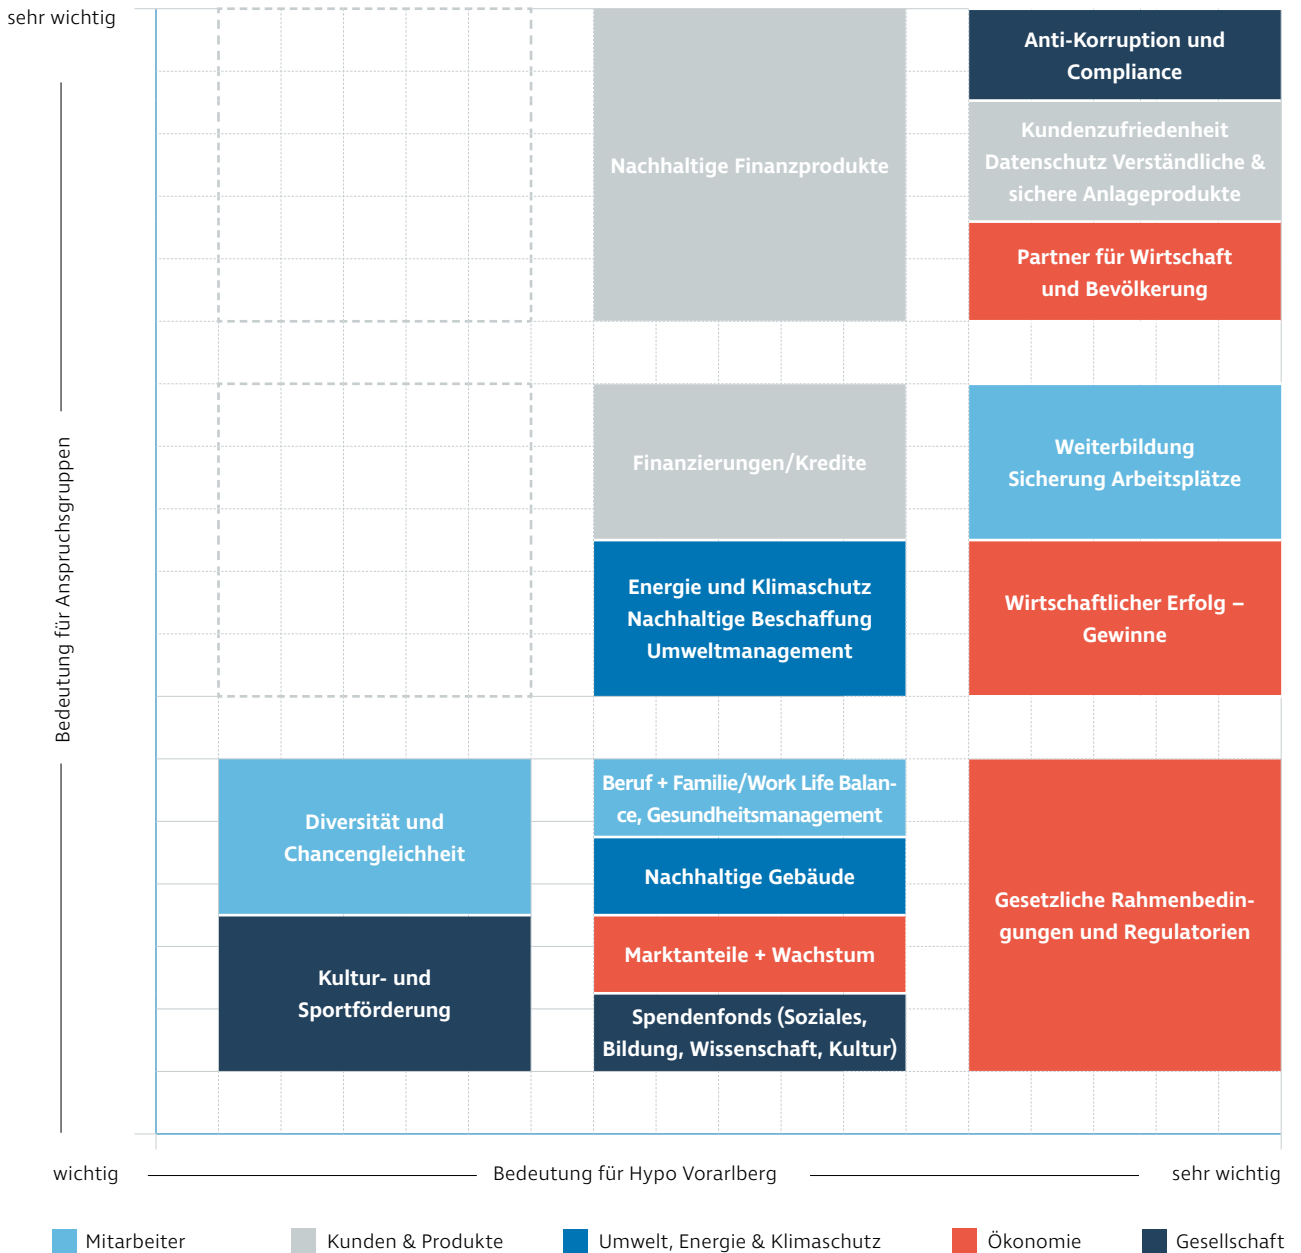 sehr wichtig
Bedeutung für Anspruchsgruppen
Nachhaltige Finanzprodukte
Anti-Korruption und
Compliance
Kundenzufriedenheit
Datenschutz Verständliche &
sichere Anlageprodukte
Partner für Wirtschaft
und Bevölkerung
Finanzierungen/Kredite
Energie und Klimaschutz
Nachhaltige Beschaffung
Umweltmanagement
Weiterbildung
Sicherung Arbeitsplätze
Wirtschaftlicher Erfolg –
Gewinne
Diversität und
Chancengleichheit
Kultur- und
Sportförderung
Beruf + Familie/Work Life Balan-
ce, Gesundheitsmanagement
Nachhaltige Gebäude
Marktanteile + Wachstum
Spendenfonds (Soziales,
Bildung, Wissenschaft, Kultur)
Gesetzliche Rahmenbedin-
gungen und Regulatorien
wichtig Bedeutung für Hypo Vorarlberg sehr wichtig
Mitarbeiter Kunden & Produkte Umwelt, Energie & Klimaschutz Ökonomie Gesellschaft